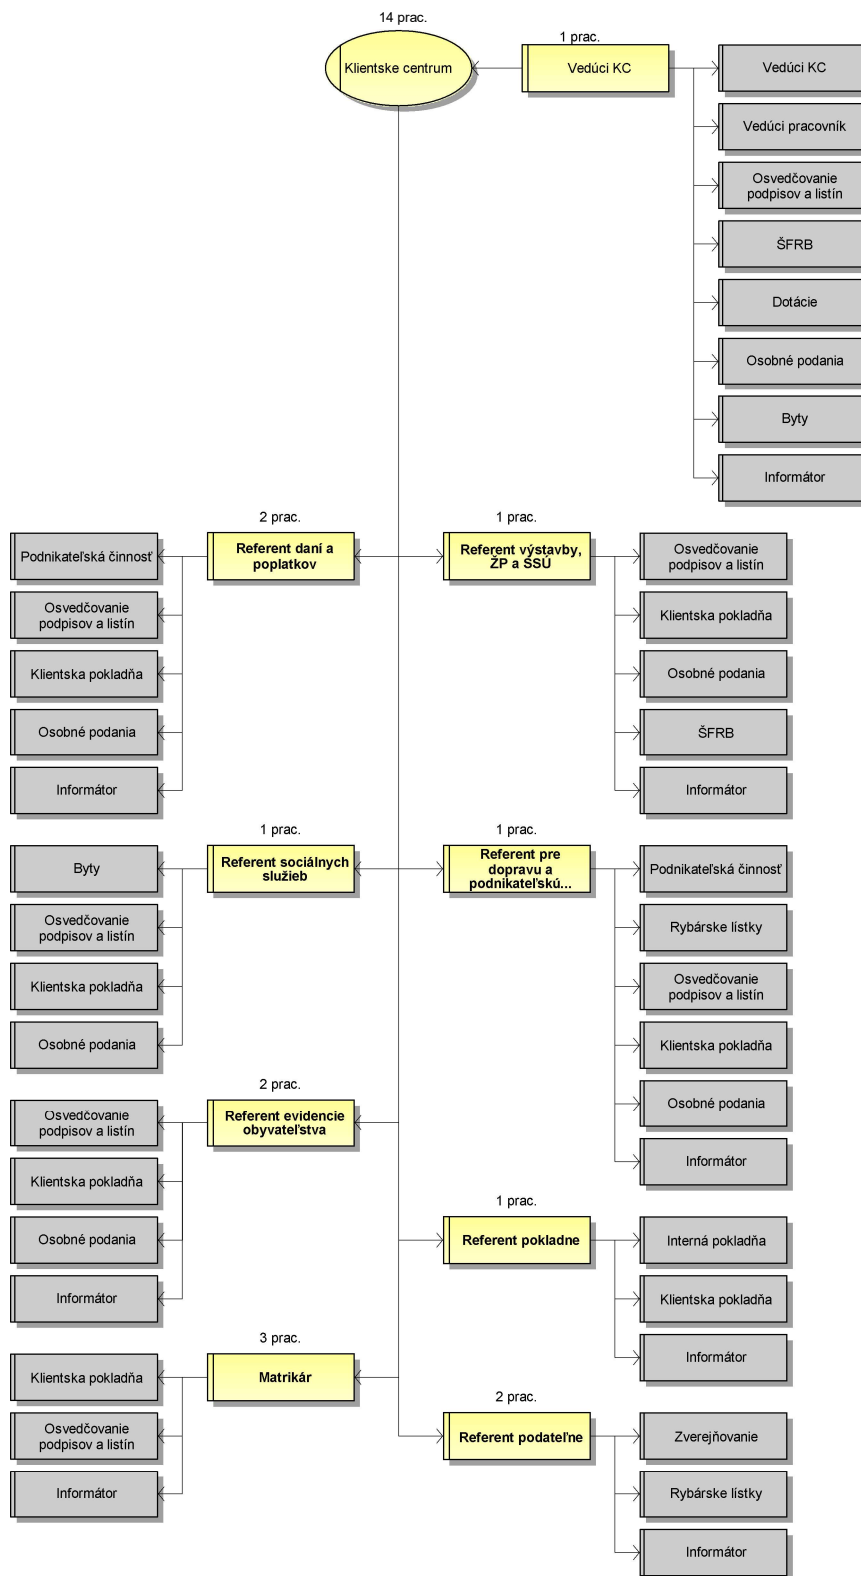 14 prac.
Klientske centrum
1 prac.
Vedúci KC
Vedúci KC
Vedúci pracovník
Osvedčovanie
podpisov a listín
ŠFRB
Dotácie
Osobné podania
Byty
Informátor
2 prac.
Referent daní a
poplatkov
Podnikateľská činnosť
Osvedčovanie
podpisov a listín
Klientska pokladňa
Osobné podania
Informátor
1 prac.
Referent výstavby,
ŽP a SSÚ
Osvedčovanie
podpisov a listín
Klientska pokladňa
Osobné podania
ŠFRB
Informátor
1 prac.
Referent sociálnych
služieb
Byty
Osvedčovanie
podpisov a listín
Klientska pokladňa
Osobné podania
1 prac.
Referent pre
dopravu a
podnikateľskú...
Podnikateľská činnosť
Rybárske lístky
Osvedčovanie
podpisov a listín
Klientska pokladňa
Osobné podania
Informátor
2 prac.
Referent evidencie
obyvateľstva
Osvedčovanie
podpisov a listín
Klientska pokladňa
Osobné podania
Informátor
1 prac.
Referent pokladne
Interná pokladňa
Klientska pokladňa
Informátor
3 prac.
Matrikár
Klientska pokladňa
Osvedčovanie
podpisov a listín
Informátor
2 prac.
Referent podateľne
Zverejňovanie
Rybárske lístky
Informátor